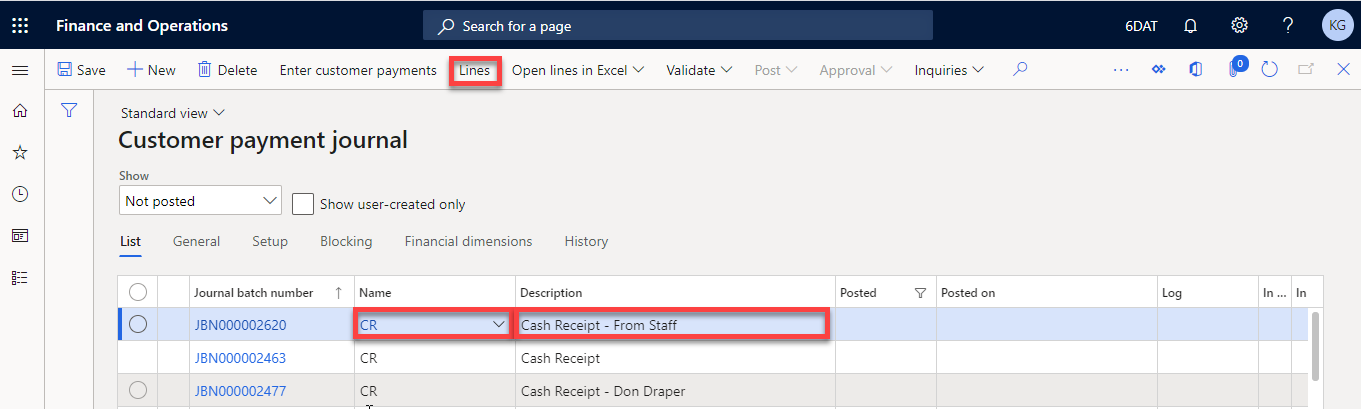 Finance and Operations
Search for a page
6DAT
?
KG
Save
New
Delete
Enter customer payments
Lines
Open lines in Excel
Validate
Post
Approval
Inquiries
...
0
Standard view
Customer payment journal
Show
Not posted
Show user-created only
List
General
Setup
Blocking
Financial dimensions
History
Journal batch number
Name
Description
Posted
Posted on
Log
In ...
In
JBN000002620
CR
Cash Receipt - From Staff
JBN000002463
CR
Cash Receipt
JBN000002477
CR
Cash Receipt - Don Draper